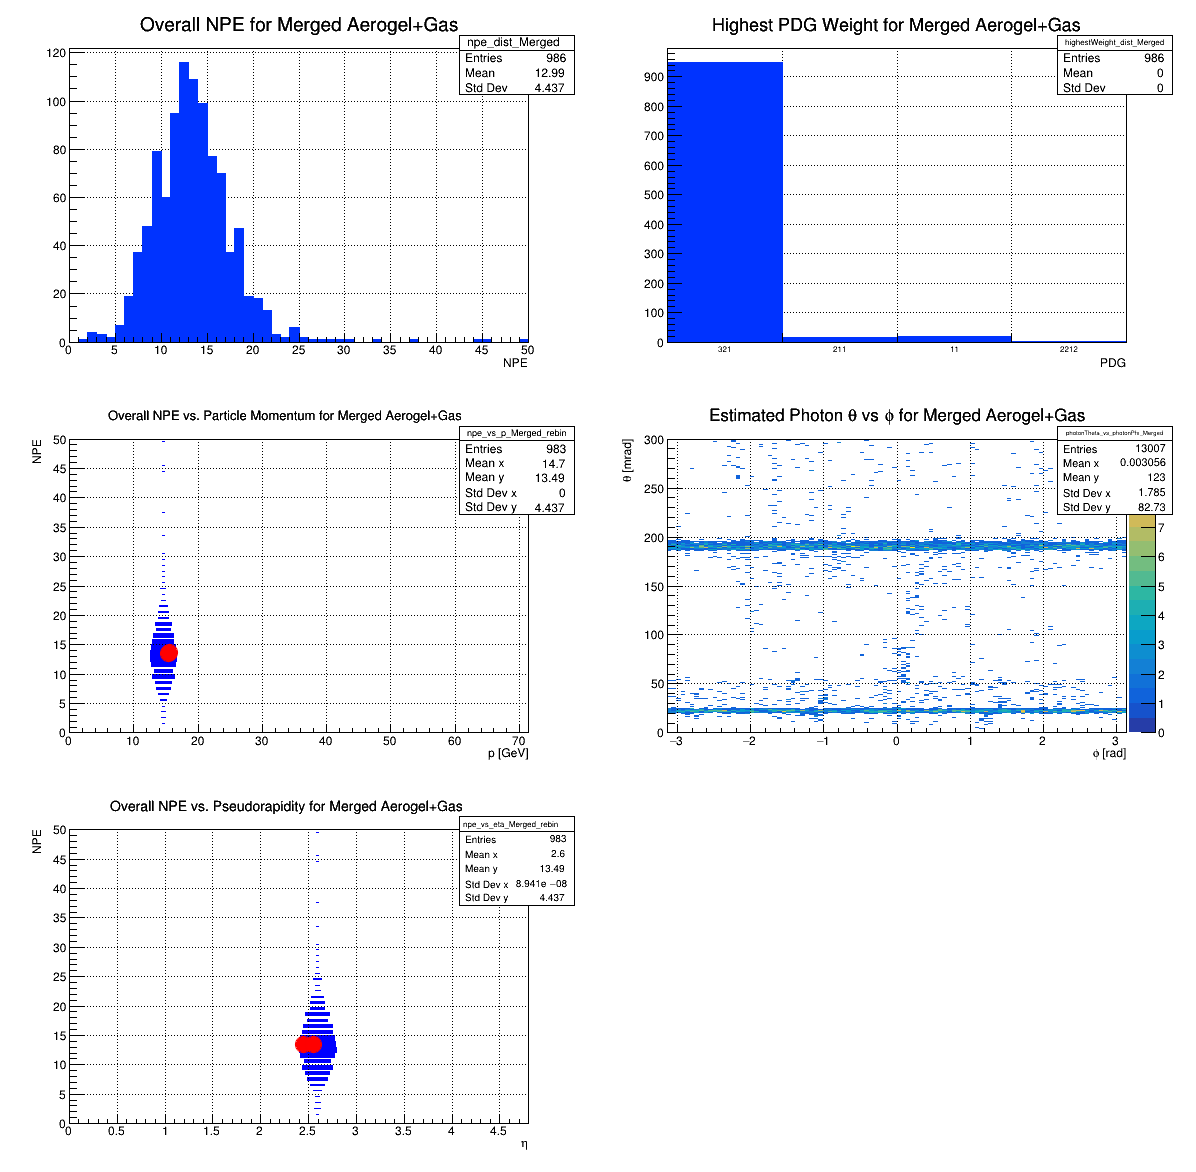 Overall NPE for Merged Aerogel+Gas
npe_dist_Merged
Entries 986
Mean 12.99
Std Dev 4.437
120
100
80
60
40
20
0
0 5 10 15 20 25 30 35 40 45 50
NPE
Highest PDG Weight for Merged Aerogel+Gas
highestWeight_dist_Merged
Entries 986
Mean 0
Std Dev 0
900
800
700
600
500
400
300
200
100
0
321 211 11 2212
PDG
Overall NPE vs. Particle Momentum for Merged Aerogel+Gas
npe_vs_p_Merged_rebin
Entries 983
Mean x 14.7
Mean y 13.49
Std Dev x 0
Std Dev y 4.437
NPE
50
45
40
35
30
25
20
15
10
5
0
0 10 20 30 40 50 60 70
p [GeV]
Estimated Photon θ vs ϕ for Merged Aerogel+Gas
photonTheta_vs_photonPhi_Merged
Entries 13007
Mean x 0.003056
Mean y 123
Std Dev x 1.785
Std Dev y 82.73
θ [mrad]
300
250
200
150
100
50
0
−3 −2 −1 0 1 2 3
ϕ [rad]
7
6
5
4
3
2
1
0
Overall NPE vs. Pseudorapidity for Merged Aerogel+Gas
npe_vs_eta_Merged_rebin
Entries 983
Mean x 2.6
Mean y 13.49
Std Dev x 8.941e −08
Std Dev y 4.437
NPE
50
45
40
35
30
25
20
15
10
5
0
0 0.5 1 1.5 2 2.5 3 3.5 4 4.5
η